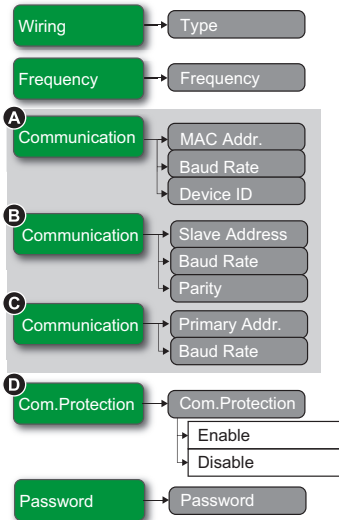 Wiring
Type
Frequency
Frequency
A
Communication
MAC Addr.
Baud Rate
Device ID
B
Communication
Slave Address
Baud Rate
Parity
C
Communication
Primary Addr.
Baud Rate
D
Com.Protection
Com.Protection
Enable
Disable
Password
Password